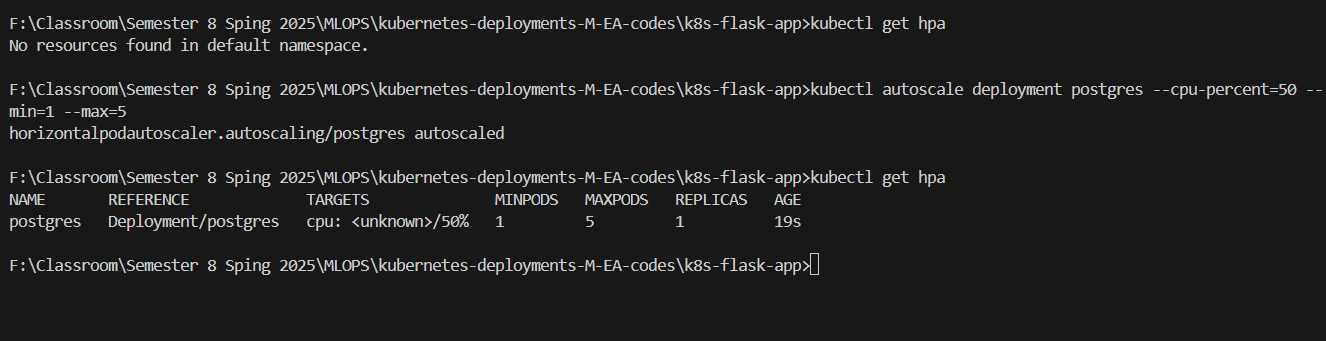 F:\Classroom\Semester 8 Sping 2025\MLOPS\kubernetes-deployments-M-EA-codes\k8s-flask-app>kubectl get hpa
No resources found in default namespace.
F:\Classroom\Semester 8 Sping 2025\MLOPS\kubernetes-deployments-M-EA-codes\k8s-flask-app>kubectl autoscale deployment postgres --cpu-percent=50 --
min=1 --max=5
horizontalpodautoscaler.autoscaling/postgres autoscaled
F:\Classroom\Semester 8 Sping 2025\MLOPS\kubernetes-deployments-M-EA-codes\k8s-flask-app>kubectl get hpa
NAME       REFERENCE             TARGETS              MINPODS   MAXPODS   REPLICAS   AGE
postgres   Deployment/postgres   cpu: <unknown>/50%   1         5         1          19s
F:\Classroom\Semester 8 Sping 2025\MLOPS\kubernetes-deployments-M-EA-codes\k8s-flask-app>